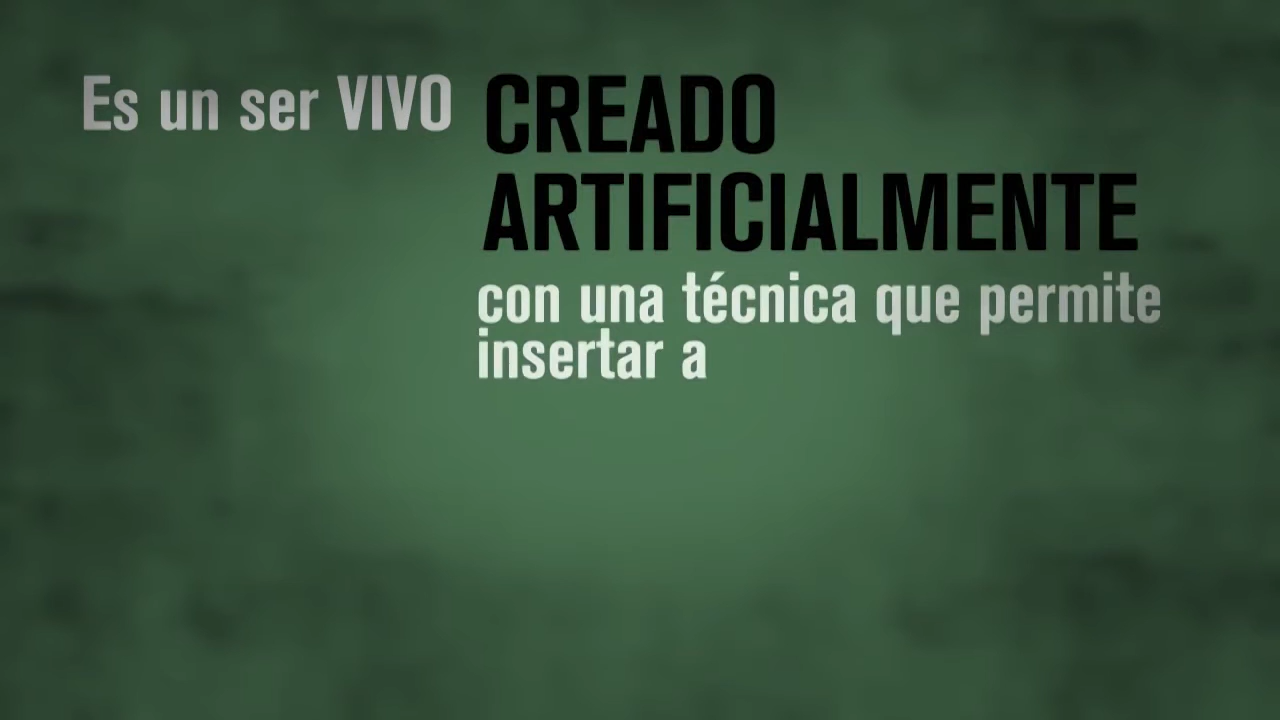 Es un ser VIVO CREADO
ARTIFICIALMENTE
con una técnica que permite
insertar a